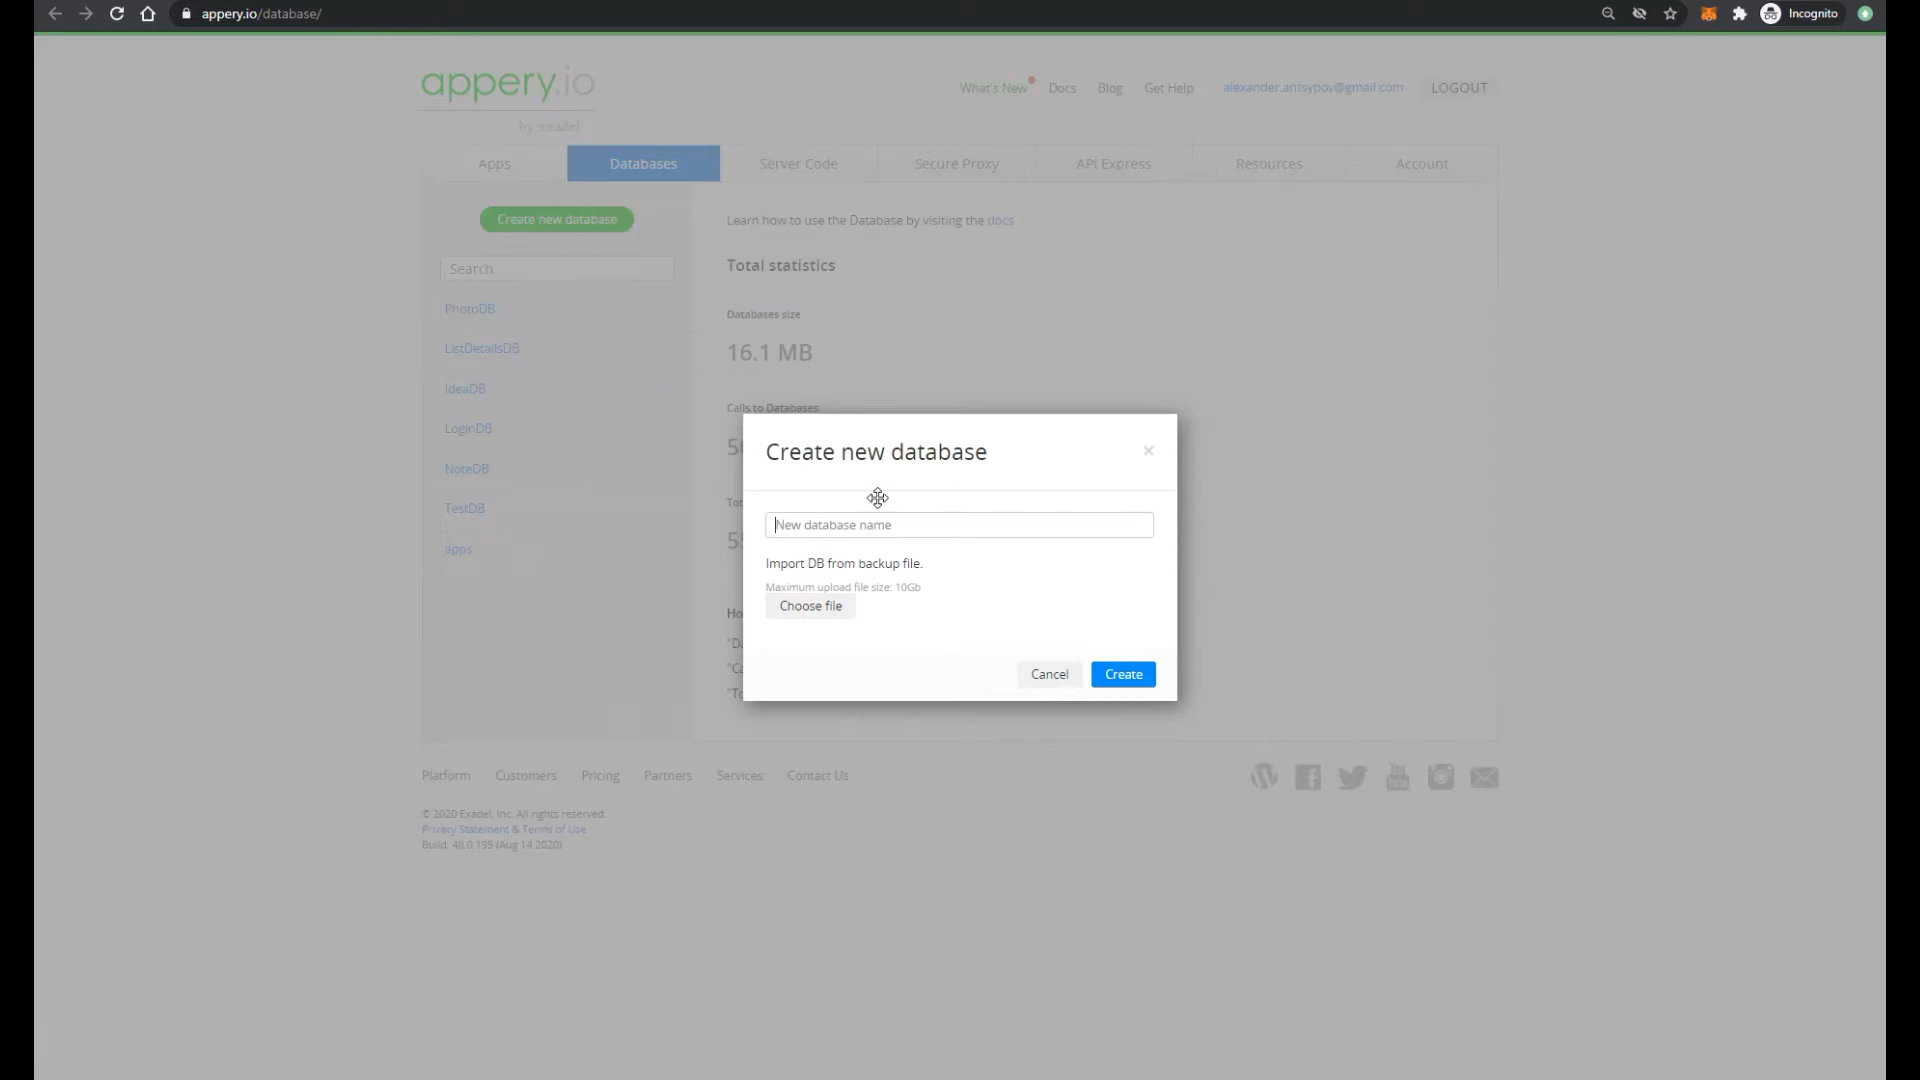 appery.io/database/
Incognito
appery.io
by exadel
What's New
Docs
Blog
Get Help
alexander.antsypov@gmail.com
LOGOUT
Apps
Databases
Server Code
Secure Proxy
API Express
Resources
Account
Create new database
Search
PhotoDB
ListDetailsDB
IdeaDB
LoginDB
NoteDB
TestDB
apps
Learn how to use the Database by visiting the docs
Total statistics
Databases size
16.1 MB
Calls to Databases
Create new database
New database name
Import DB from backup file.
Maximum upload file size: 10Gb
Choose file
Cancel
Create
Platform
Customers
Pricing
Partners
Services
Contact Us
© 2020 Exadel, Inc. All rights reserved.
Privacy Statement & Terms of Use
Build: 48.0.195 (Aug 14 2020)